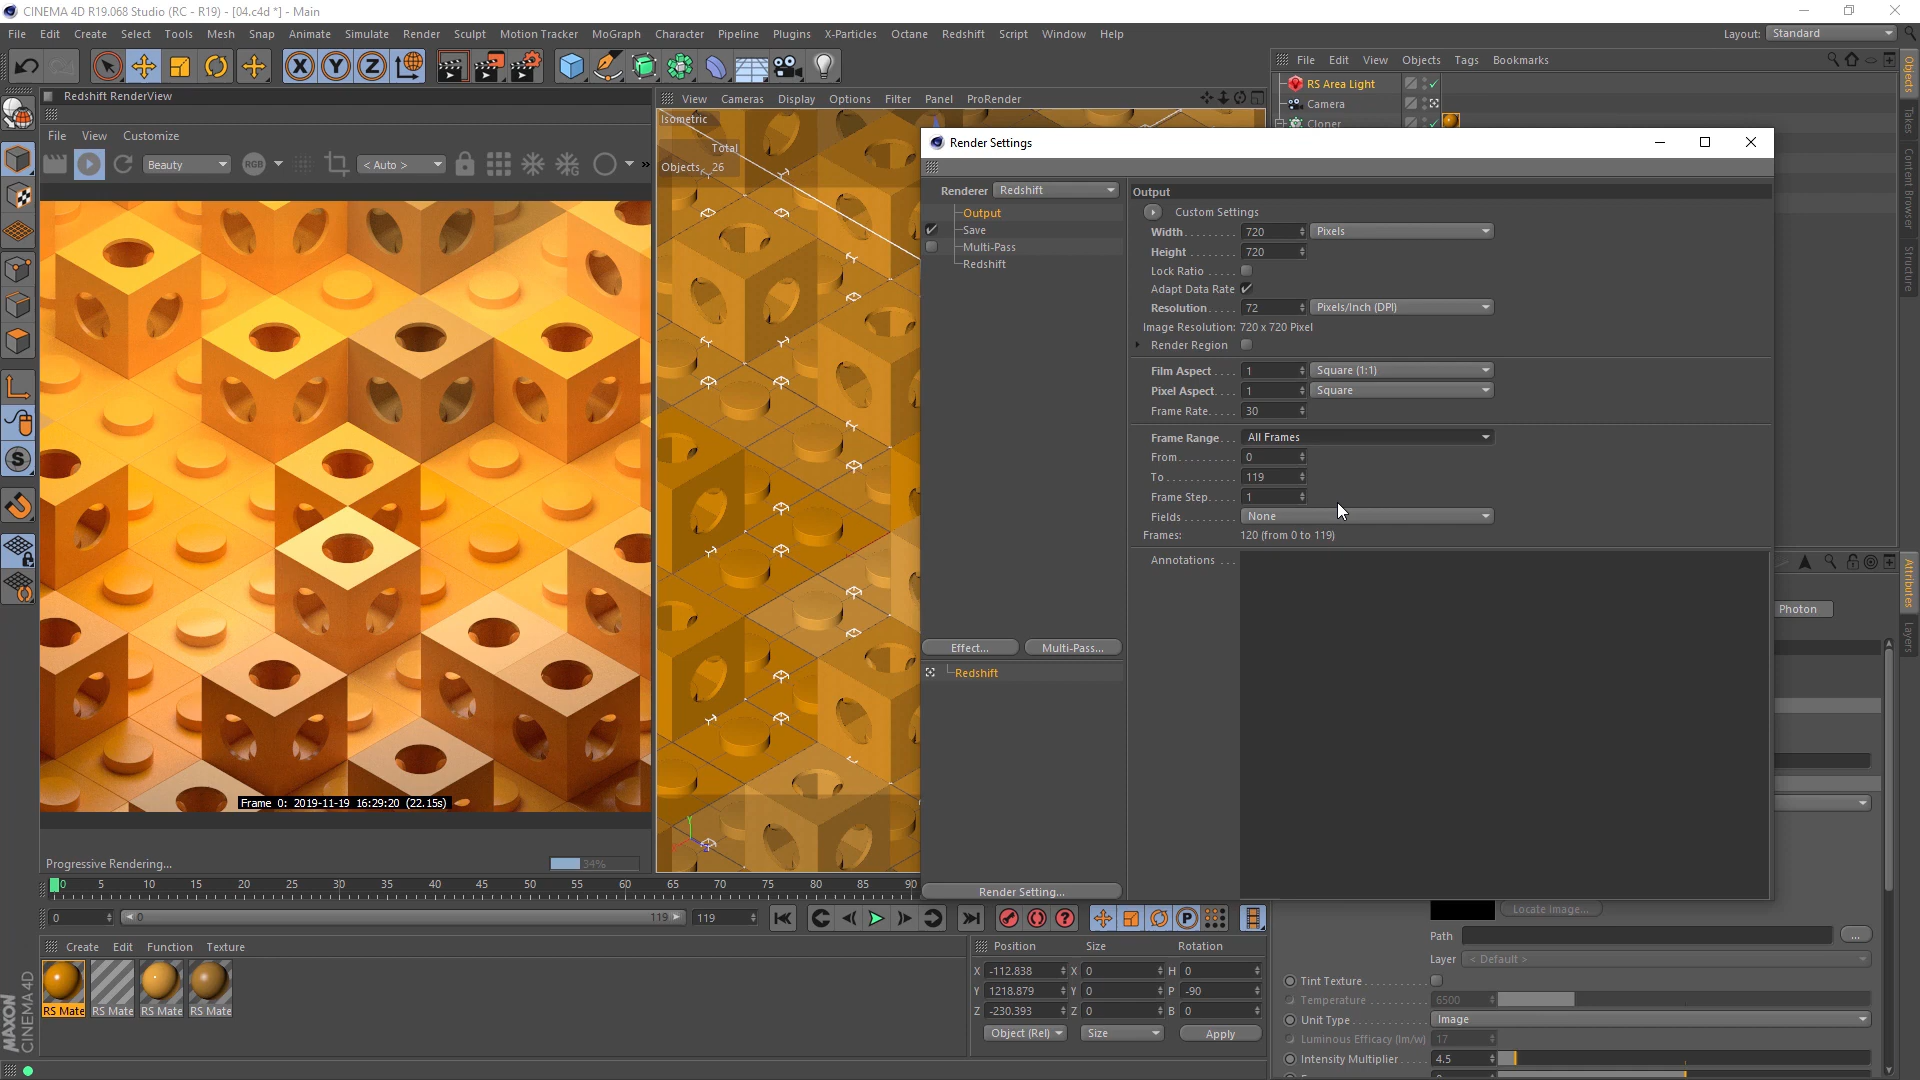 CINEMA 4D R19.068 Studio (RC - R19) - [04.c4d *] - Main
File Edit Create Select Tools Mesh Snap Animate Simulate Render Sculpt Motion Tracker MoGraph Character Pipeline Plugins X-Particles Octane Redshift Script Window Help
Layout: Standard
Redshift RenderView
File View Customize
Beauty
RGB
< Auto >
Frame 0: 2019-11-19 16:29:20 (22.15s)
Progressive Rendering...
34%
View Cameras Display Options Filter Panel ProRender
Isometric
Total
Objects 26
File Edit View Objects Tags Bookmarks
RS Area Light
Camera
Cloner
Objects
Takes
Content Browser
Structure
Render Settings
Renderer Redshift
Output
Save
Multi-Pass
Redshift
Effect...
Multi-Pass...
Redshift
Render Setting...
Output
Custom Settings
Width 720 Pixels
Height 720
Lock Ratio
Adapt Data Rate
Resolution 72 Pixels/Inch (DPI)
Image Resolution: 720 x 720 Pixel
Render Region
Film Aspect 1 Square (1:1)
Pixel Aspect 1 Square
Frame Rate 30
Frame Range All Frames
From 0
To 119
Frame Step 1
Fields None
Frames: 120 (from 0 to 119)
Annotations
Photon
Attributes
Layers
0 5 10 15 20 25 30 35 40 45 50 55 60 65 70 75 80 85 90
0 0 119 119
Create Edit Function Texture
RS Mate RS Mate RS Mate RS Mate
Position Size Rotation
X -112.838 X 0 H 0
Y 1218.879 Y 0 P -90
Z -230.393 Z 0 B 0
Object (Rel) Size Apply
Locate Image...
Path ...
Layer < Default >
Tint Texture
Temperature 6500
Unit Type Image
Luminous Efficacy (lm/w) 17
Intensity Multiplier 4.5
MAXON
CINEMA 4D